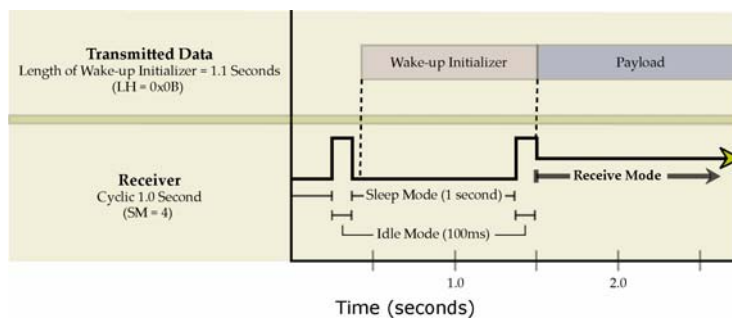 Transmitted Data
Length of Wake-up Initializer = 1.1 Seconds
(LH = 0x0B)
Wake-up Initializer
Payload
Receiver
Cyclic 1.0 Second
(SM = 4)
Sleep Mode (1 second)
Receive Mode
Idle Mode (100ms)
1.0
2.0
Time (seconds)